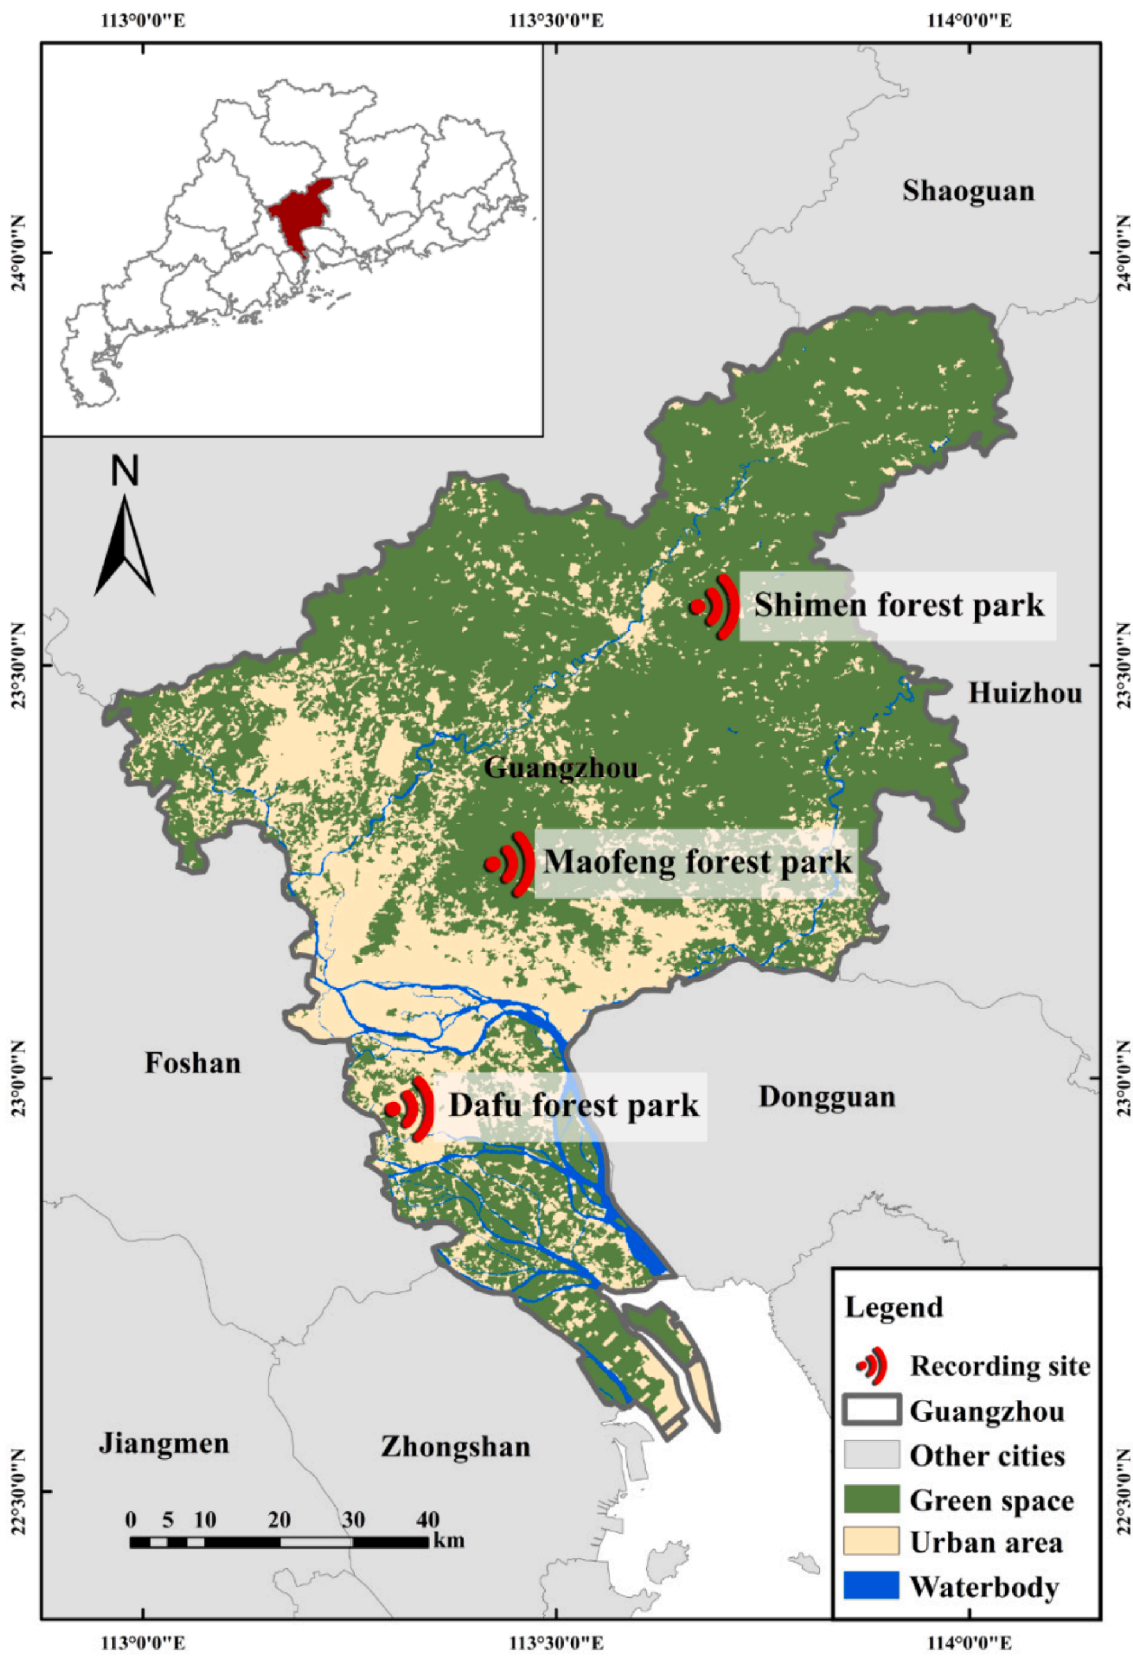 113°0'0"E
113°30'0"E
114°0'0"E
24°0'0"N
24°0'0"N
Shaoguan
N
Shimen forest park
23°30'0"N
23°30'0"N
Huizhou
Guangzhou
Maofeng forest park
Foshan
23°0'0"N
23°0'0"N
Dafu forest park
Dongguan
Legend
Recording site
Guangzhou
Other cities
Green space
Urban area
Waterbody
Jiangmen
Zhongshan
22°30'0"N
22°30'0"N
0 5 10 20 30 40
km
113°0'0"E
113°30'0"E
114°0'0"E